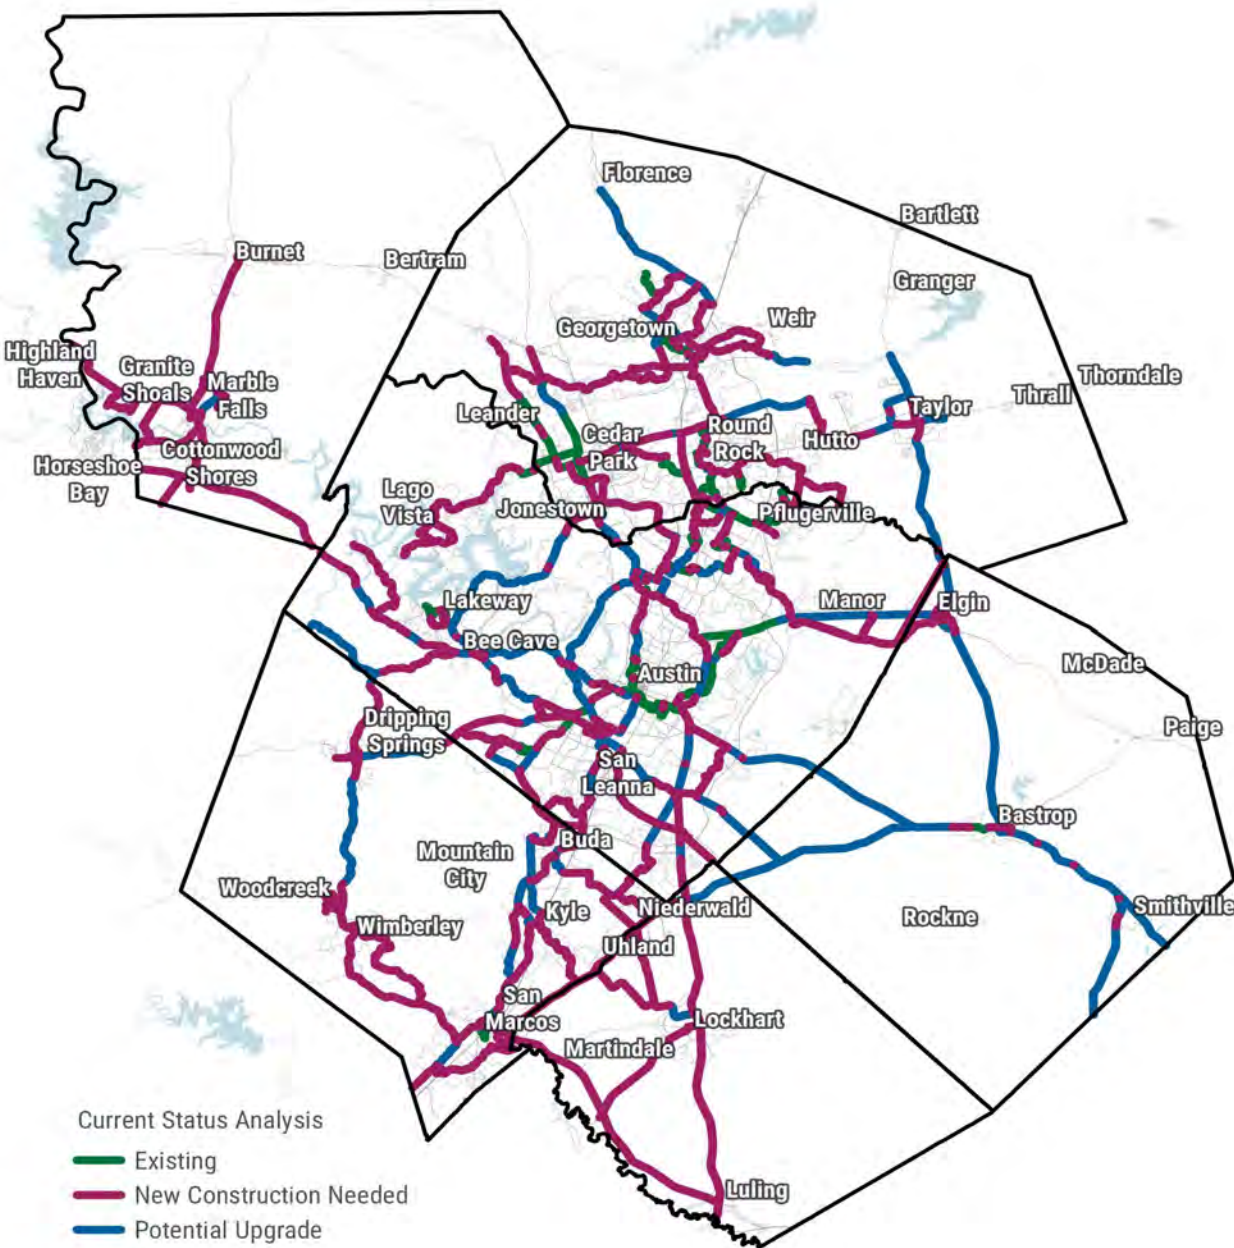 Florence
Bartlett
Burnet
Bertram
Granger
Georgetown
Weir
Highland
Haven
Granite
Shoals
Marble
Falls
Thorndale
Thrall
Leander
Taylor
Cedar
Park
Round
Rock
Hutto
Cottonwood
Shores
Horseshoe
Bay
Lago
Vista
Jonestown
Pflugerville
Lakeway
Manor
Elgin
Bee Cave
McDade
Austin
Dripping
Springs
Paige
San
Leanna
Bastrop
Buda
Mountain
City
Woodcreek
Kyle
Niederwald
Rockne
Smithville
Wimberley
Uhland
San
Marcos
Lockhart
Martindale
Luling
Current Status Analysis
Existing
New Construction Needed
Potential Upgrade